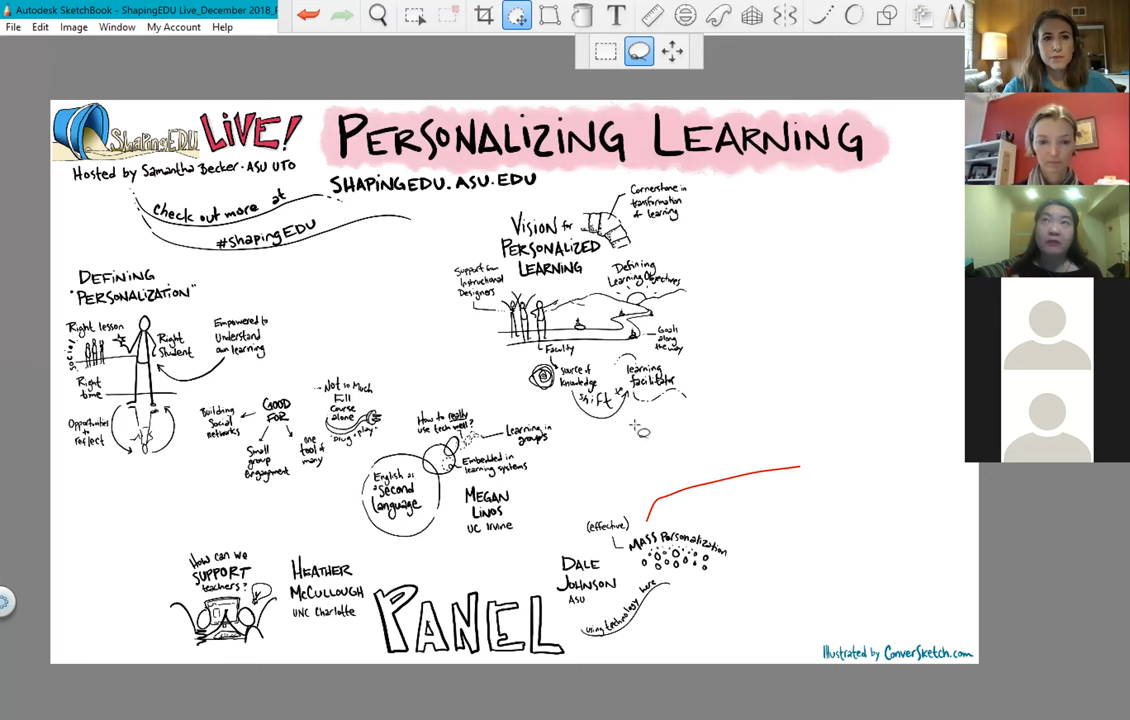 Autodesk SketchBook - ShapingEDU Live_December 2018_
File Edit Image Window My Account Help
ShapingEDU LIVE!
PERSONALIZING LEARNING
Hosted by Samantha Becker · ASU UTO
SHAPINGEDU.ASU.EDU
Check out more at
#shapingEDU
Cornerstone in
transformation
of learning
VISION for
PERSONALIZED
LEARNING
Support from
Instructional
Designers
Defining
Learning Objectives
Goals
along
the way
Faculty
source of
knowledge
shift
learning
facilitator
DEFINING
"PERSONALIZATION"
Right lesson
social
Right
Student
Right
time
Empowered to
Understand
own learning
Opportunities
to
reflect
GOOD
FOR
Building
Social
networks
Small
group
Engagement
one
tool of
many
Not so Much
Full
Course
alone
"Plug + play"
How to really
use tech well?
Learning in
groups
Embedded in
learning systems
English as
a Second
language
MEGAN
LINOS
UC Irvine
How can we
SUPPORT
teachers?
HEATHER
McCULLOUGH
UNC Charlotte
PANEL
DALE
JOHNSON
ASU
(effective)
MASS Personalization
using technology here
Illustrated by ConverSketch.com